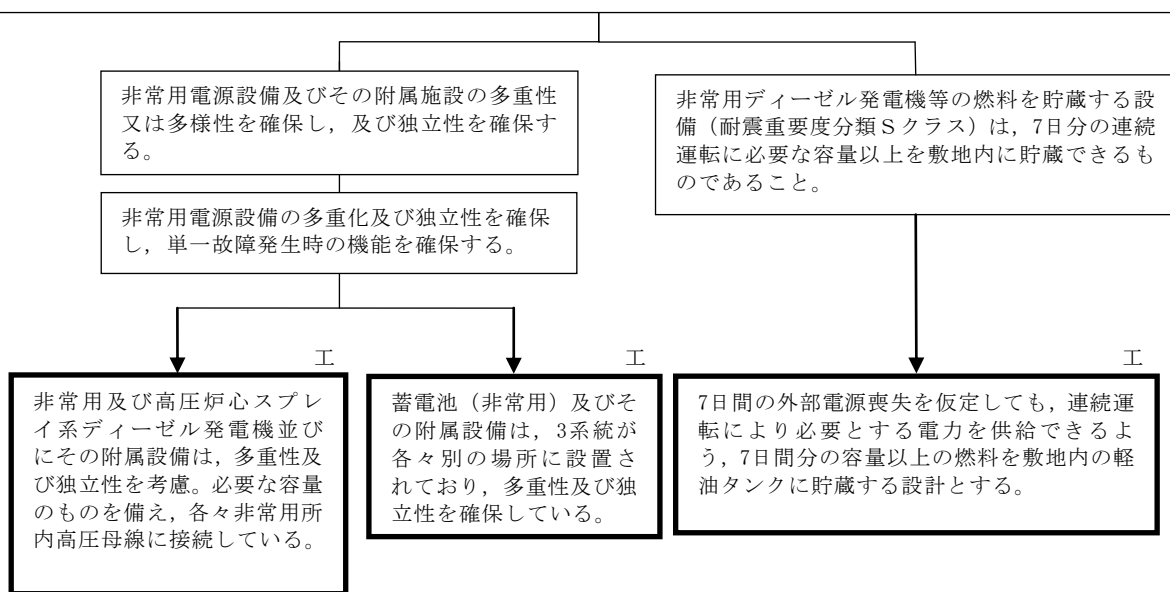 非常用電源設備及びその附属施設の多重性
又は多様性を確保し，及び独立性を確保す
る。
非常用電源設備の多重化及び独立性を確保
し，単一故障発生時の機能を確保する。
非常用ディーゼル発電機等の燃料を貯蔵する設
備（耐震重要度分類Ｓクラス）は，7日分の連続
運転に必要な容量以上を敷地内に貯蔵できるも
のであること。
工
非常用及び高圧炉心スプレ
イ系ディーゼル発電機並び
にその附属設備は，多重性及
び独立性を考慮。必要な容量
のものを備え，各々非常用所
内高圧母線に接続している。
工
蓄電池（非常用）及びそ
の附属設備は，3系統が
各々別の場所に設置さ
れており，多重性及び独
立性を確保している。
工
7日間の外部電源喪失を仮定しても，連続運
転により必要とする電力を供給できるよ
う，7日間分の容量以上の燃料を敷地内の軽
油タンクに貯蔵する設計とする。